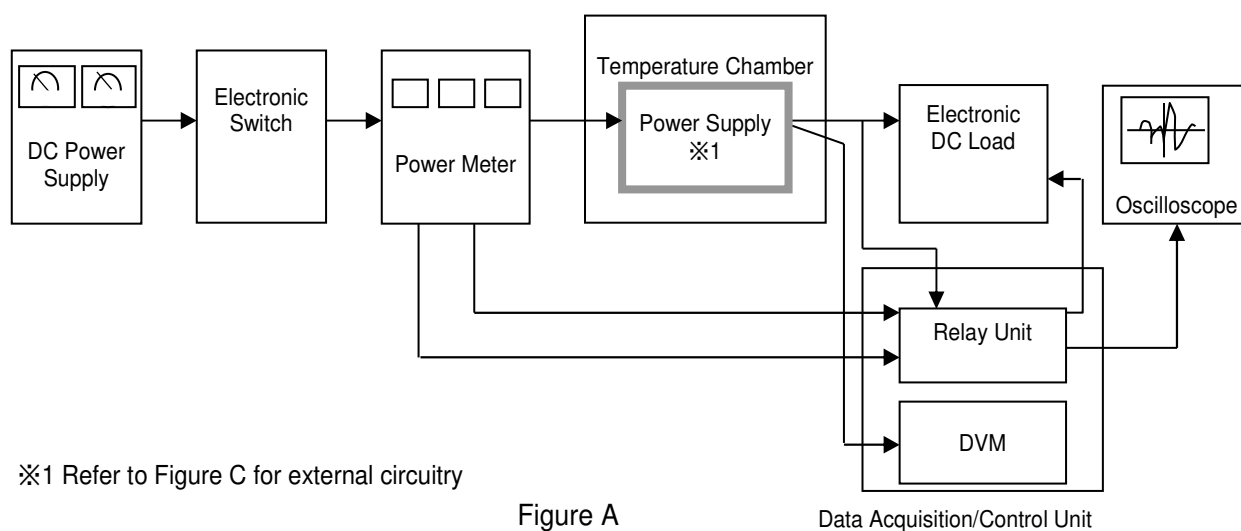 DC Power
Supply
Electronic
Switch
Power Meter
Temperature Chamber
Power Supply
※1
Electronic
DC Load
Oscilloscope
Relay Unit
DVM
※1 Refer to Figure C for external circuitry
Figure A
Data Acquisition/Control Unit